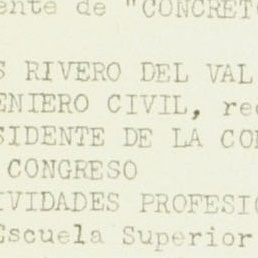 ente de "CONCRETO
S RIVERO DEL VAL
ENIERO CIVIL, re
SIDENTE DE LA CO
CONGRESO
IVIDADES PROFESI
Escuela Superior